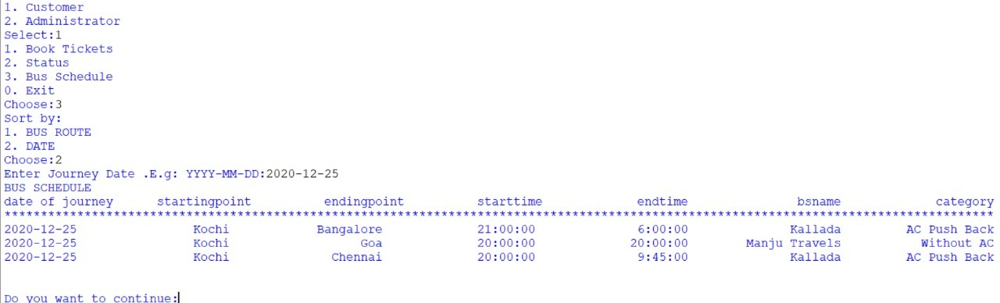 1. Customer
2. Administrator
Select:1
1. Book Tickets
2. Status
3. Bus Schedule
0. Exit
Choose:3
Sort by:
1. BUS ROUTE
2. DATE
Choose:2
Enter Journey Date .E.g: YYYY-MM-DD:2020-12-25
BUS SCHEDULE
date of journey startingpoint endingpoint starttime endtime bsname category
****************************************************************************************************************************************
2020-12-25 Kochi Bangalore 21:00:00 6:00:00 Kallada AC Push Back
2020-12-25 Kochi Goa 20:00:00 20:00:00 Manju Travels Without AC
2020-12-25 Kochi Chennai 20:00:00 9:45:00 Kallada AC Push Back
Do you want to continue: